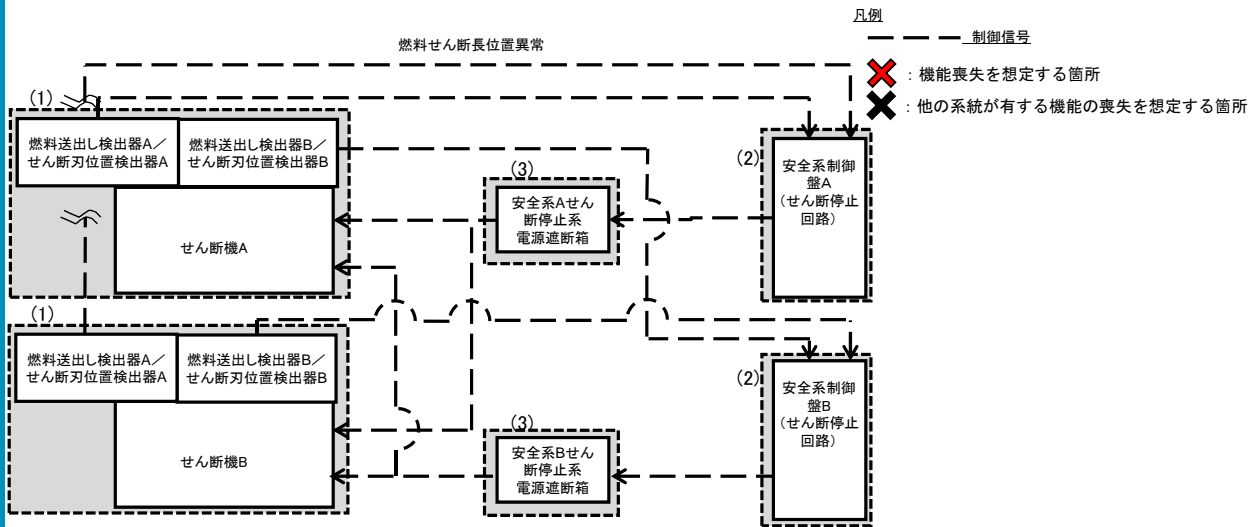 凡例
制御信号
：機能喪失を想定する箇所
：他の系統が有する機能の喪失を想定する箇所
燃料せん断長位置異常
(1)
燃料送出し検出器A／
せん断刃位置検出器A
燃料送出し検出器B／
せん断刃位置検出器B
せん断機A
(3)
安全系Aせん
断停止系
電源遮断箱
(2)
安全系制御
盤A
（せん断停止
回路）
(1)
燃料送出し検出器A／
せん断刃位置検出器A
燃料送出し検出器B／
せん断刃位置検出器B
せん断機B
(3)
安全系Bせん
断停止系
電源遮断箱
(2)
安全系制御
盤B
（せん断停止
回路）